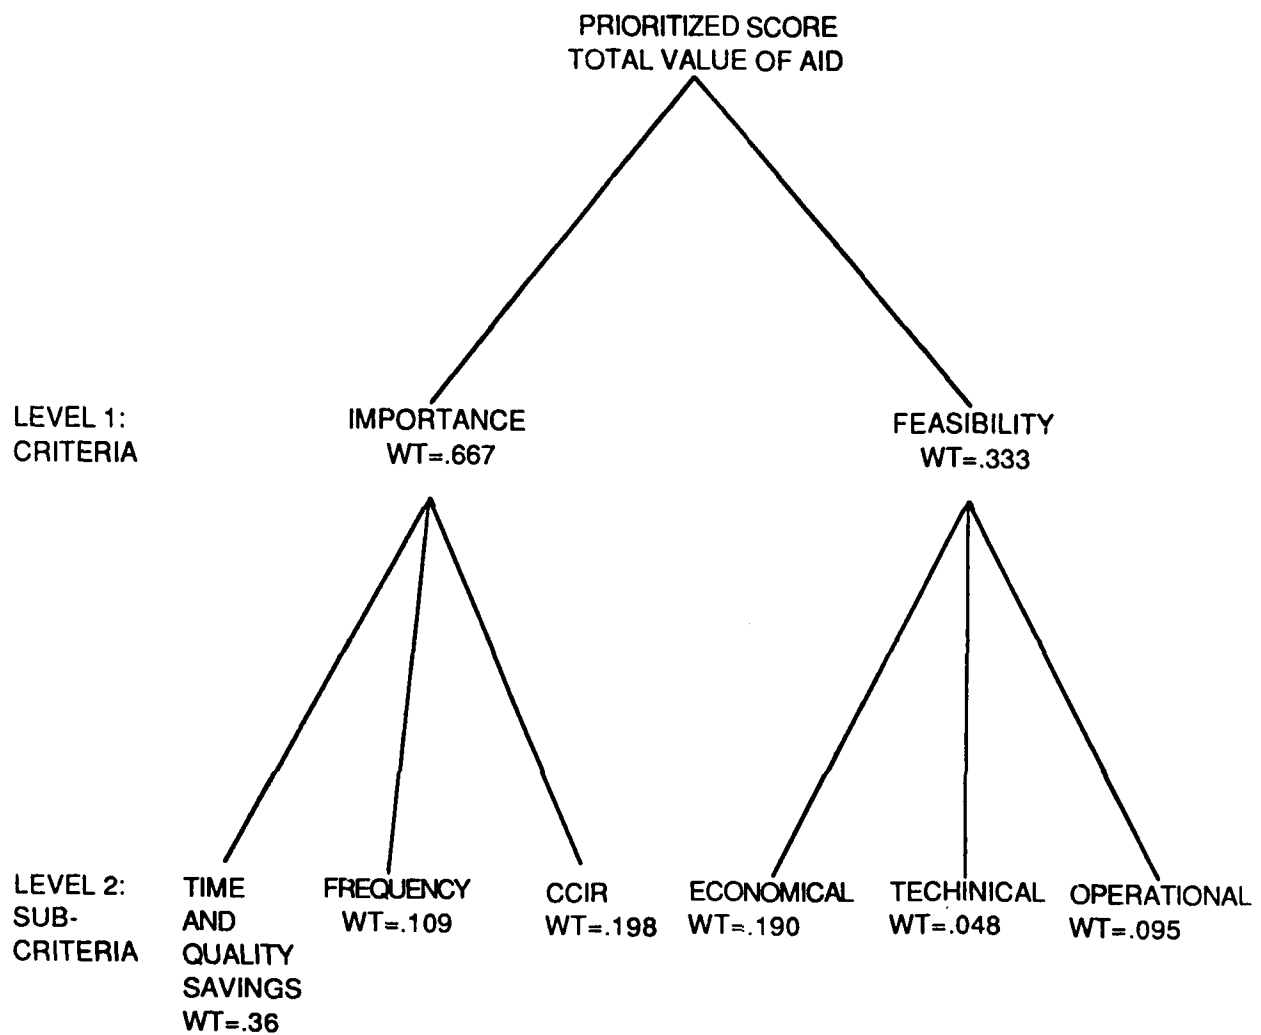 PRIORITIZED SCORE
TOTAL VALUE OF AID
LEVEL 1:
CRITERIA
IMPORTANCE
WT=.667
FEASIBILITY
WT=.333
LEVEL 2:
SUB-
CRITERIA
TIME
AND
QUALITY
SAVINGS
WT=.36
FREQUENCY
WT=.109
CCIR
WT=.198
ECONOMICAL
WT=.190
TECHINICAL
WT=.048
OPERATIONAL
WT=.095